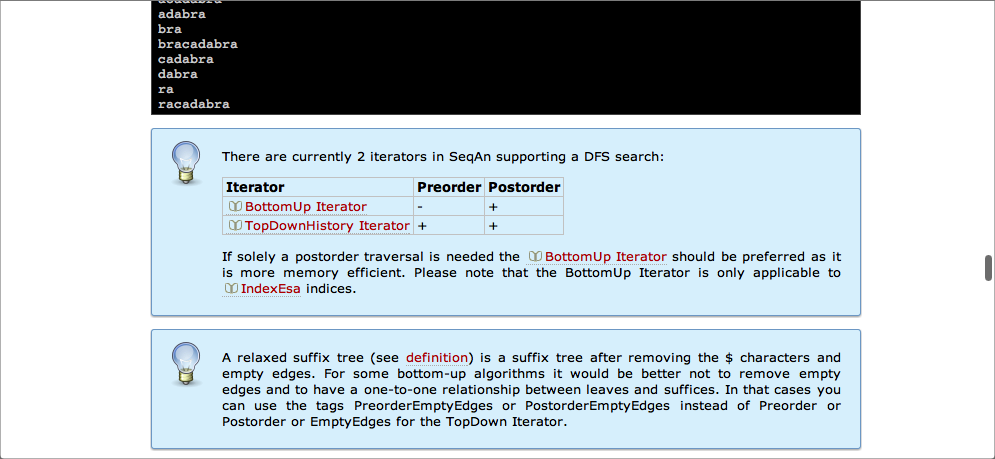 adabra
bra
bracadabra
cadabra
dabra
ra
racadabra
There are currently 2 iterators in SeqAn supporting a DFS search:
Iterator Preorder Postorder
BottomUp Iterator - +
TopDownHistory Iterator + +
If solely a postorder traversal is needed the BottomUp Iterator should be preferred as it
is more memory efficient. Please note that the BottomUp Iterator is only applicable to
IndexEsa indices.
A relaxed suffix tree (see definition) is a suffix tree after removing the $ characters and
empty edges. For some bottom-up algorithms it would be better not to remove empty
edges and to have a one-to-one relationship between leaves and suffices. In that cases you
can use the tags PreorderEmptyEdges or PostorderEmptyEdges instead of Preorder or
Postorder or EmptyEdges for the TopDown Iterator.